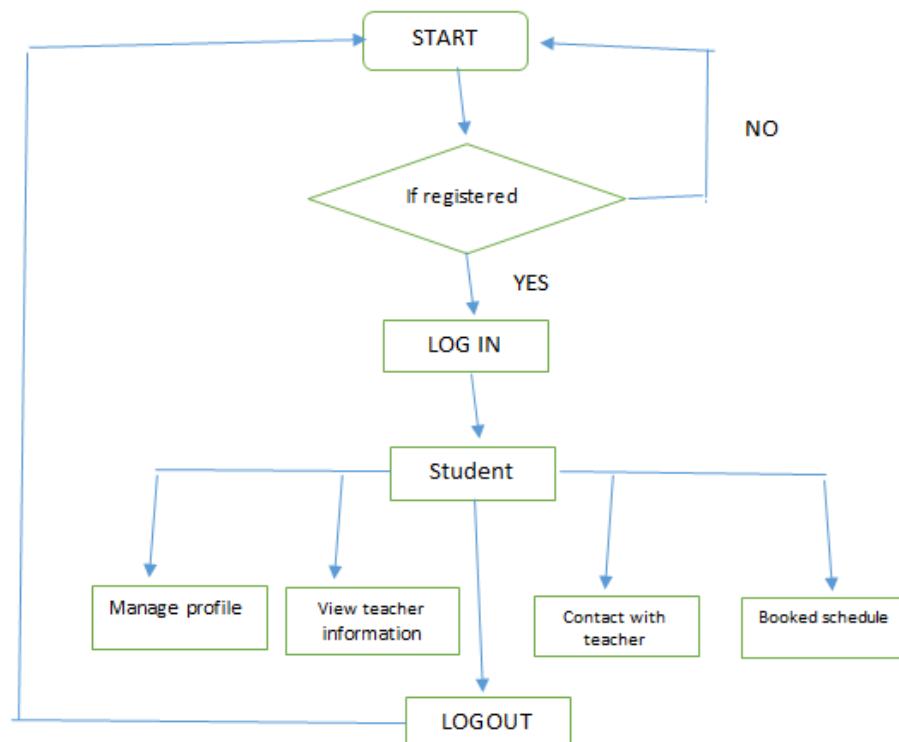 START
NO
If registered
YES
LOG IN
Student
Manage profile
View teacher
information
Contact with
teacher
Booked schedule
LOGOUT